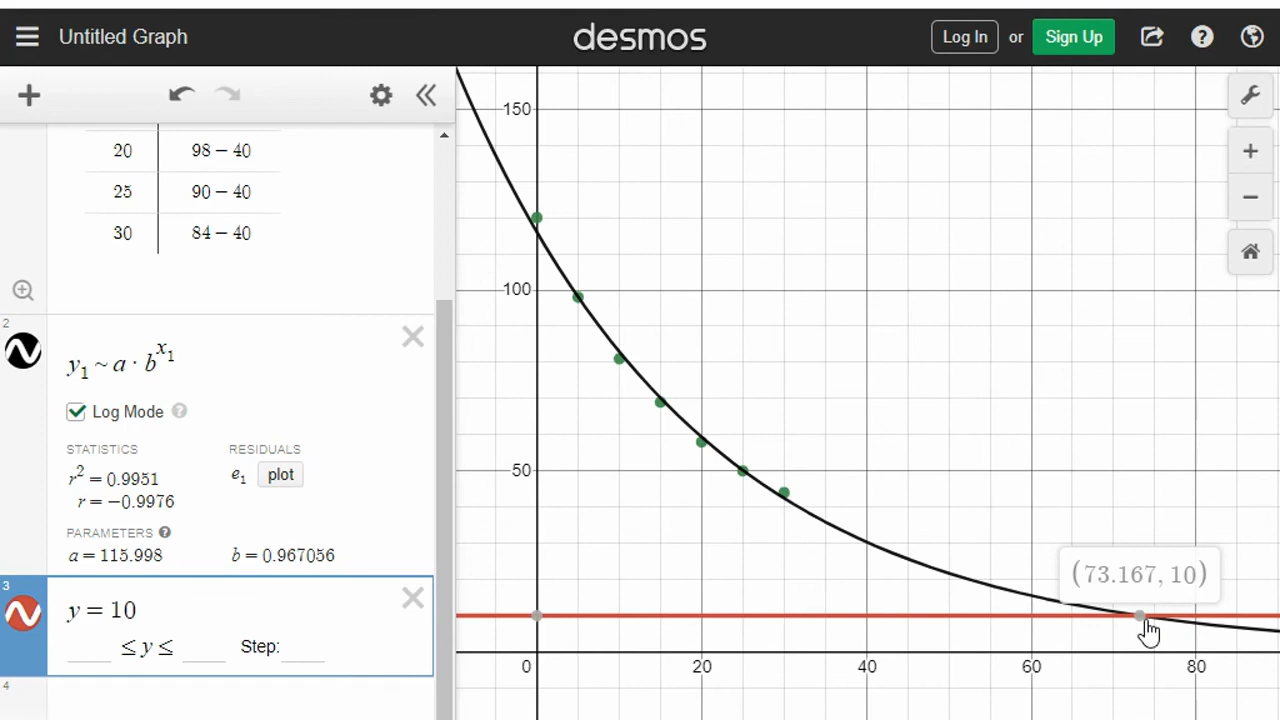 Untitled Graph
desmos
Log In or Sign Up
20 98 − 40
25 90 − 40
30 84 − 40
2
y₁ ~ a · b^x₁
Log Mode
STATISTICS RESIDUALS
r² = 0.9951 e₁ plot
r = −0.9976
PARAMETERS
a = 115.998 b = 0.967056
3
y = 10
≤ y ≤ Step:
4
150
100
50
0 20 40 60 80
(73.167, 10)